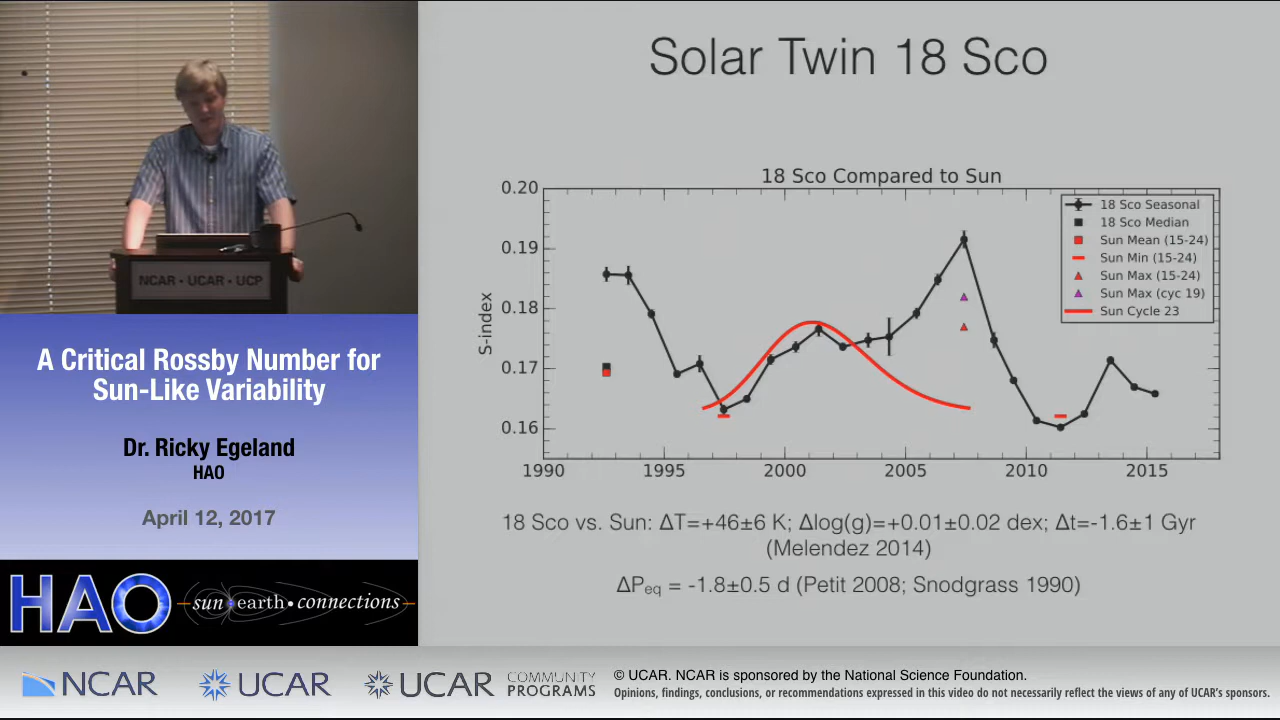 Solar Twin 18 Sco
18 Sco Compared to Sun
0.20
0.19
0.18
0.17
0.16
S-index
1990 1995 2000 2005 2010 2015
18 Sco Seasonal
18 Sco Median
Sun Mean (15-24)
Sun Min (15-24)
Sun Max (15-24)
Sun Max (cyc 19)
Sun Cycle 23
18 Sco vs. Sun: ΔT=+46±6 K; Δlog(g)=+0.01±0.02 dex; Δt=-1.6±1 Gyr
(Melendez 2014)
ΔPeq = -1.8±0.5 d (Petit 2008; Snodgrass 1990)
NCAR • UCAR • UCP
A Critical Rossby Number for
Sun-Like Variability
Dr. Ricky Egeland
HAO
April 12, 2017
HAO sun • earth • connections
NCAR UCAR UCAR COMMUNITY
PROGRAMS
© UCAR. NCAR is sponsored by the National Science Foundation.
Opinions, findings, conclusions, or recommendations expressed in this video do not necessarily reflect the views of any of UCAR's sponsors.